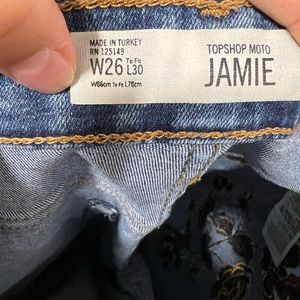 MADE IN TURKEY
RN 125149
W26 To Fit L30
W66cm To Fit L76cm
TOPSHOP MOTO
JAMIE